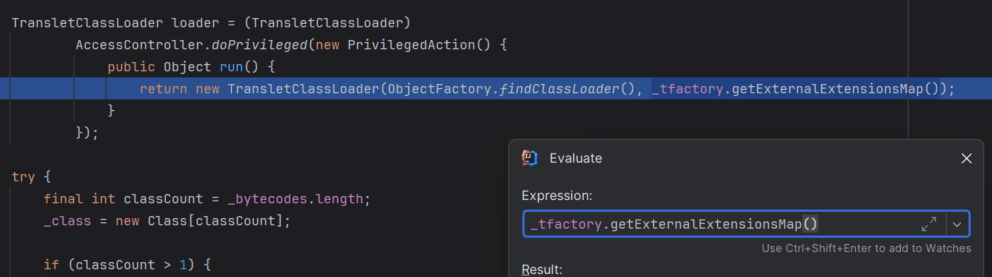 TransletClassLoader loader = (TransletClassLoader)
AccessController.doPrivileged(new PrivilegedAction() {
public Object run() {
return new TransletClassLoader(ObjectFactory.findClassLoader(), _tfactory.getExternalExtensionsMap());
}
});
try {
final int classCount = _bytecodes.length;
_class = new Class[classCount];
if (classCount > 1) {
Evaluate
Expression:
_tfactory.getExternalExtensionsMap()
Use Ctrl+Shift+Enter to add to Watches
Result: